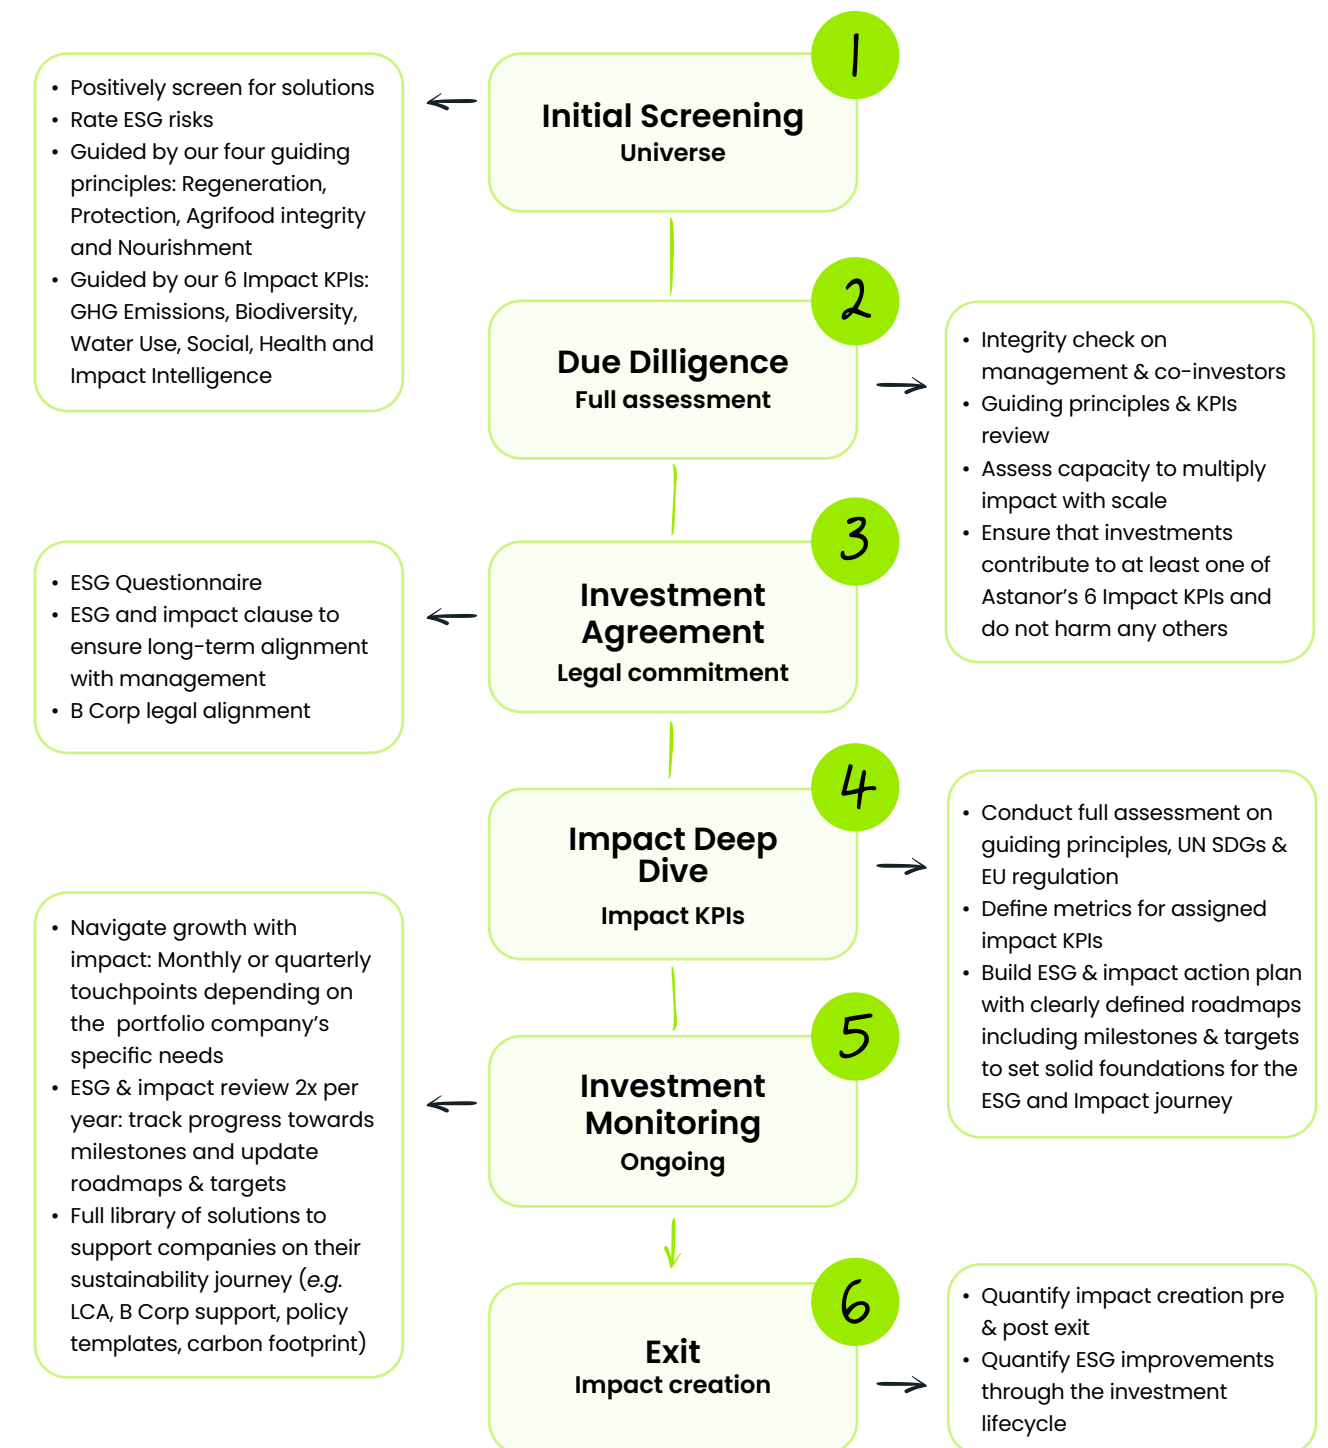 1
Initial Screening
Universe
• Positively screen for solutions
• Rate ESG risks
• Guided by our four guiding
principles: Regeneration,
Protection, Agrifood integrity
and Nourishment
• Guided by our 6 Impact KPIs:
GHG Emissions, Biodiversity,
Water Use, Social, Health and
Impact Intelligence
2
Due Dilligence
Full assessment
• Integrity check on
management & co-investors
• Guiding principles & KPIs
review
• Assess capacity to multiply
impact with scale
• Ensure that investments
contribute to at least one of
Astanor’s 6 Impact KPIs and
do not harm any others
3
Investment
Agreement
Legal commitment
• ESG Questionnaire
• ESG and impact clause to
ensure long-term alignment
with management
• B Corp legal alignment
4
Impact Deep
Dive
Impact KPIs
• Conduct full assessment on
guiding principles, UN SDGs &
EU regulation
• Define metrics for assigned
impact KPIs
• Build ESG & impact action plan
with clearly defined roadmaps
including milestones & targets
to set solid foundations for the
ESG and Impact journey
5
Investment
Monitoring
Ongoing
• Navigate growth with
impact: Monthly or quarterly
touchpoints depending on
the  portfolio company’s
specific needs
• ESG & impact review 2x per
year: track progress towards
milestones and update
roadmaps & targets
• Full library of solutions to
support companies on their
sustainability journey (e.g.
LCA, B Corp support, policy
templates, carbon footprint)
6
Exit
Impact creation
• Quantify impact creation pre
& post exit
• Quantify ESG improvements
through the investment
lifecycle